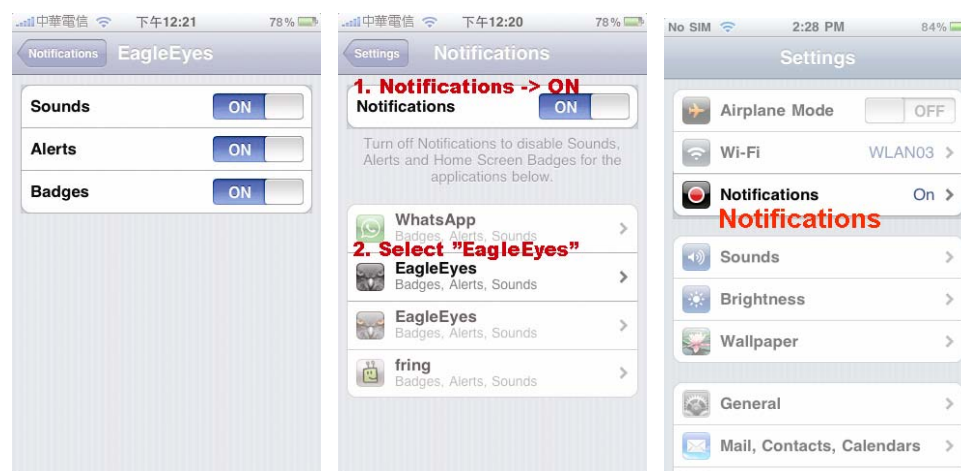 中華電信 下午12:21 78%
Notifications EagleEyes
Sounds ON
Alerts ON
Badges ON
中華電信 下午12:20 78%
Settings Notifications
1. Notifications -> ON
Notifications ON
Turn off Notifications to disable Sounds,
Alerts and Home Screen Badges for the
applications below.
WhatsApp
Badges, Alerts, Sounds
2. Select "EagleEyes"
EagleEyes
Badges, Alerts, Sounds
EagleEyes
Badges, Alerts, Sounds
fring
Badges, Alerts, Sounds
No SIM 2:28 PM 84%
Settings
Airplane Mode OFF
Wi-Fi WLAN03
Notifications On
Notifications
Sounds
Brightness
Wallpaper
General
Mail, Contacts, Calendars